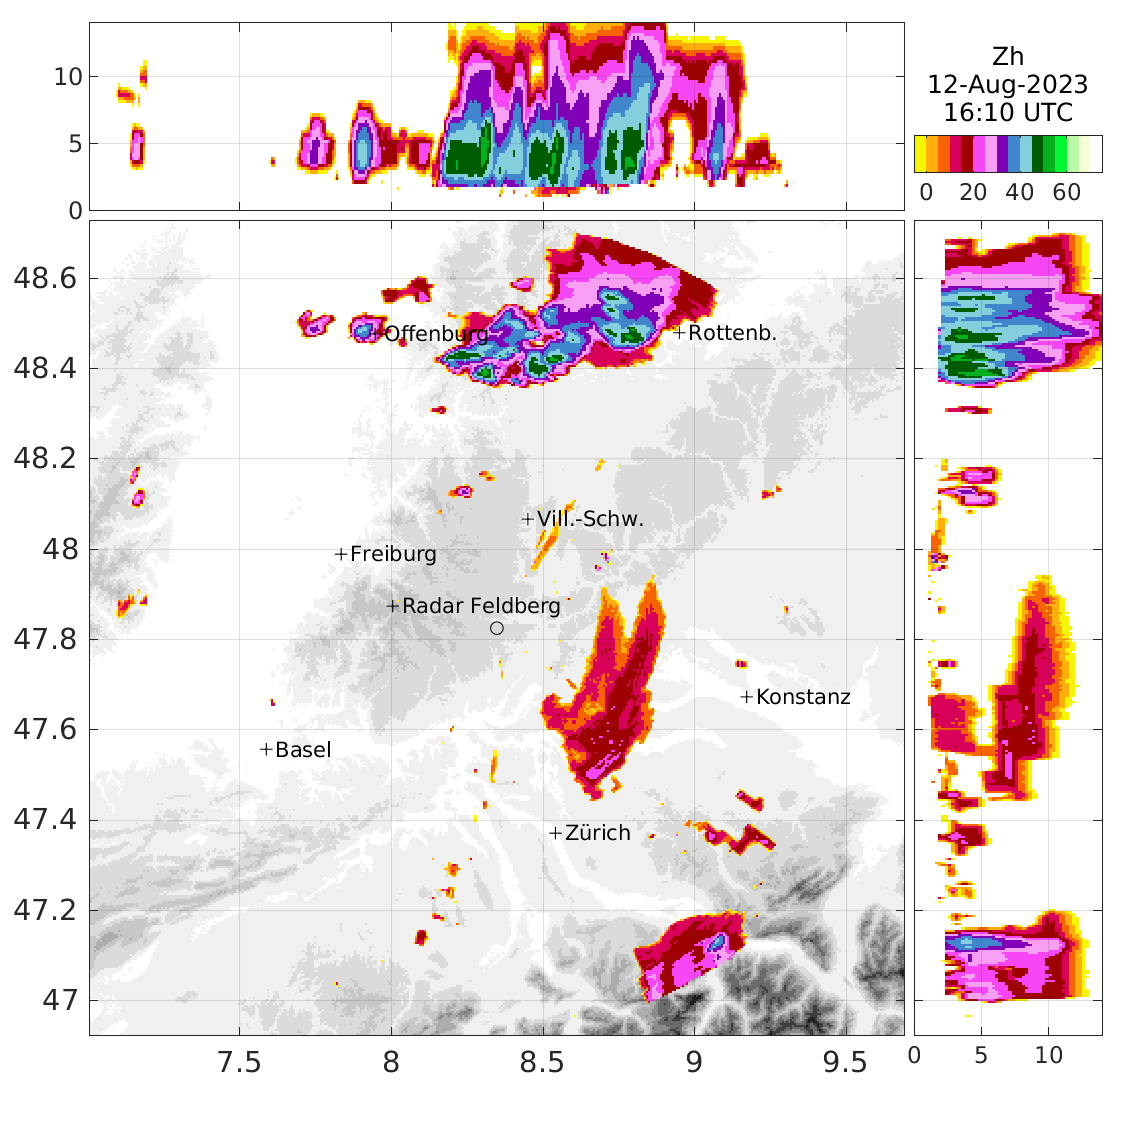 10
5
0
Zh
12-Aug-2023
16:10 UTC
0 20 40 60
48.6
48.4
48.2
48
47.8
47.6
47.4
47.2
47
Offenburg
Rottenb.
Vill.-Schw.
Freiburg
Radar Feldberg
Konstanz
Basel
Zürich
7.5 8 8.5 9 9.5
0 5 10